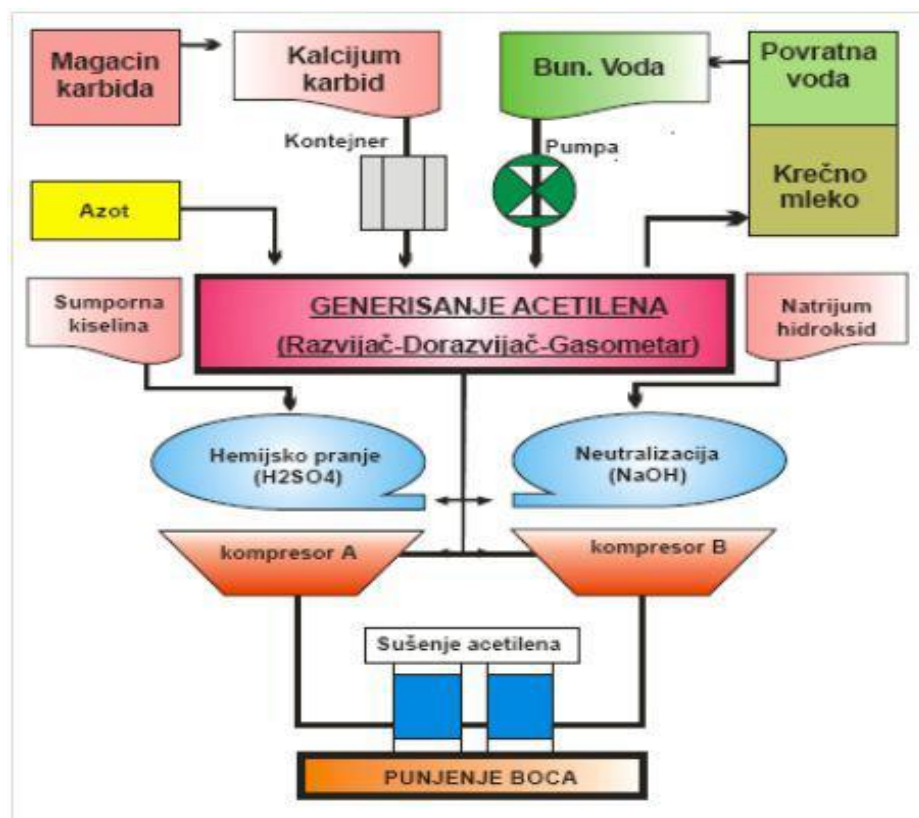 Magacin
karbida
Kalcijum
karbid
Bun. Voda
Povratna
voda
Kontejner
Pumpa
Krečno
mleko
Azot
Sumporna
kiselina
GENERISANJE ACETILENA
(Razvijač-Dorazvijač-Gasometar)
Natrijum
hidroksid
Hemijsko pranje
(H2SO4)
Neutralizacija
(NaOH)
kompresor A
kompresor B
Sušenje acetilena
PUNJENJE BOCA